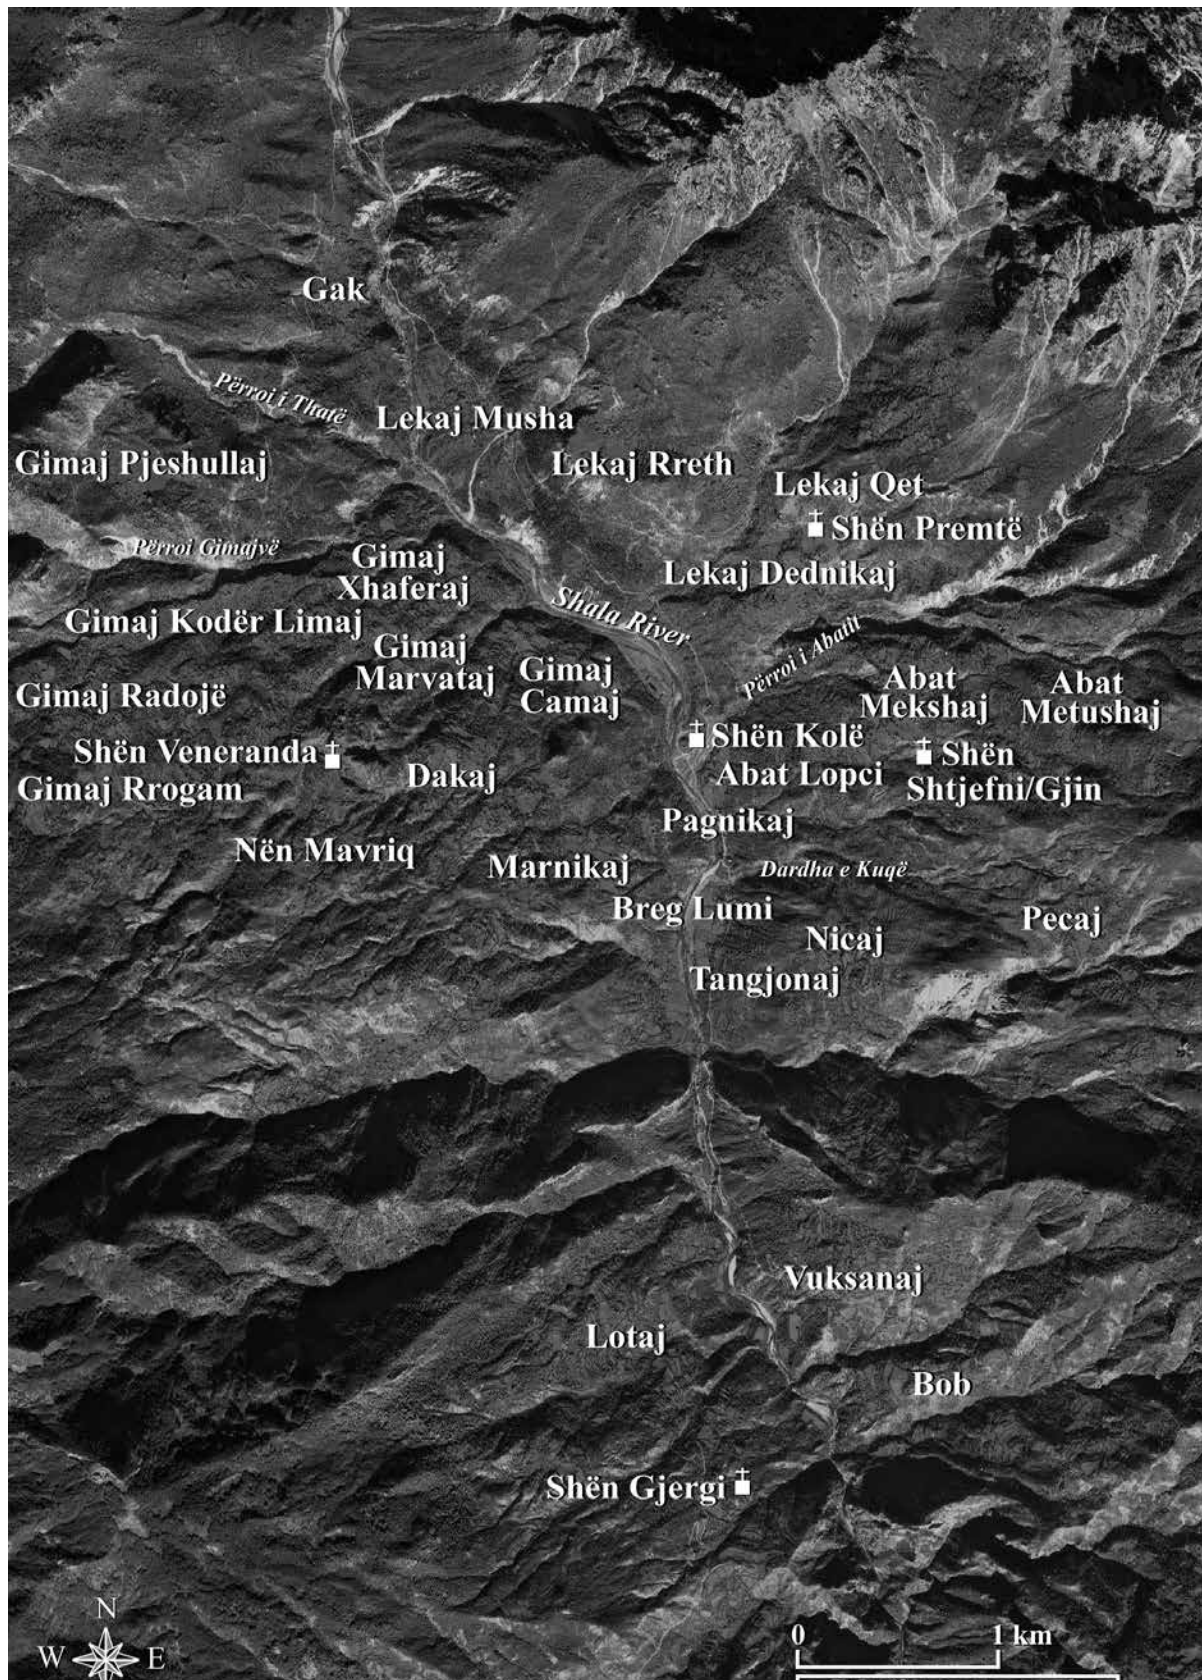 Gak
Përroi i Thatë
Lekaj Musha
Gimaj Pjeshullaj
Lekaj Rreth
Lekaj Qet
Shën Premtë
Përroi Gimajvë
Gimaj
Xhaferaj
Lekaj Dednikaj
Shala River
Gimaj Kodër Limaj
Përroi i Abatit
Gimaj
Marvataj
Gimaj
Camaj
Abat
Mekshaj
Abat
Metushaj
Gimaj Radojë
Shën Veneranda
Shën Kolë
Shën
Shtjefni/Gjin
Gimaj Rrogam
Dakaj
Abat Lopci
Pagnikaj
Nën Mavriq
Marnikaj
Dardha e Kuqë
Breg Lumi
Nicaj
Pecaj
Tangjonaj
Vuksanaj
Lotaj
Bob
Shën Gjergi
N
W E
0 1 km